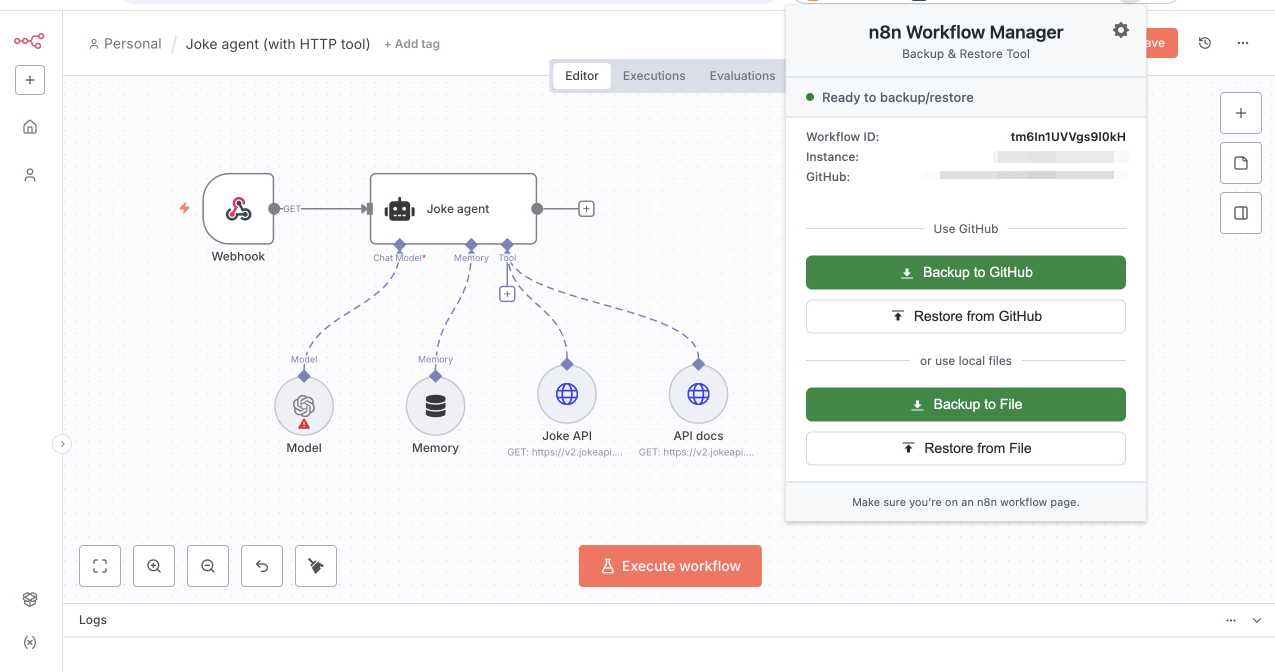 Personal / Joke agent (with HTTP tool) + Add tag
Editor Executions Evaluations
GET
Joke agent
Webhook
Chat Model* Memory Tool
Model Memory
Model
Memory
Joke API
GET: https://v2.jokeapi....
API docs
GET: https://v2.jokeapi....
Execute workflow
Logs
n8n Workflow Manager
Backup & Restore Tool
Ready to backup/restore
Workflow ID: tm6In1UVVgs9I0kH
Instance:
GitHub:
Use GitHub
Backup to GitHub
Restore from GitHub
or use local files
Backup to File
Restore from File
Make sure you're on an n8n workflow page.